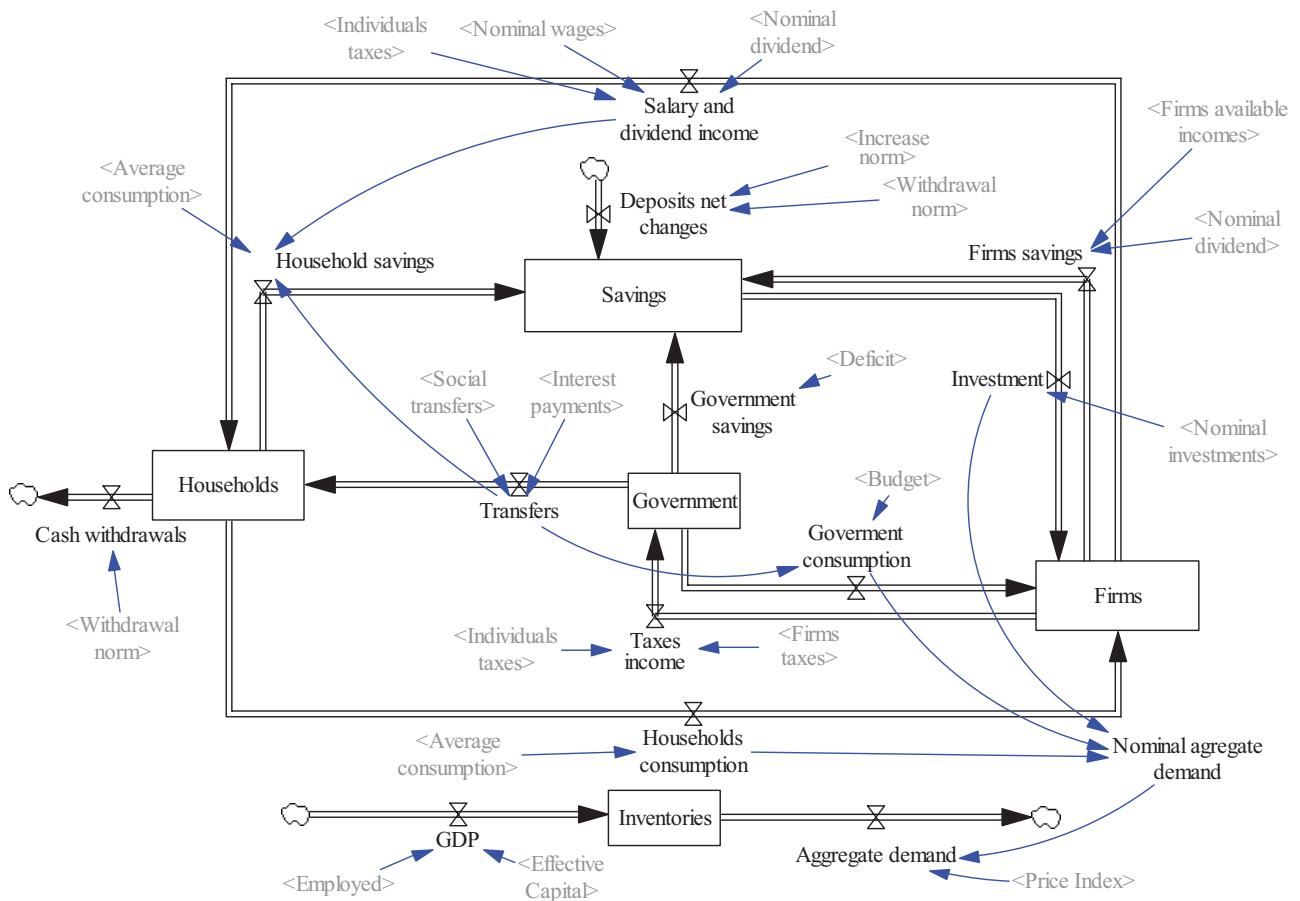 <Individuals
taxes>
<Nominal wages>
<Nominal
dividend>
Salary and
dividend income
<Firms available
incomes>
<Average
consumption>
<Increase
norm>
Deposits net
changes
<Withdrawal
norm>
<Nominal
dividend>
Household savings
Firms savings
Savings
<Social
transfers>
<Interest
payments>
<Deficit>
Government
savings
Investment
<Nominal
investments>
Households
Government
<Budget>
Transfers
Goverment
consumption
Cash withdrawals
Firms
<Withdrawal
norm>
<Individuals
taxes>
Taxes
income
<Firms
taxes>
<Average
consumption>
Households
consumption
Nominal agregate
demand
Inventories
GDP
Aggregate demand
<Employed>
<Effective
Capital>
<Price Index>